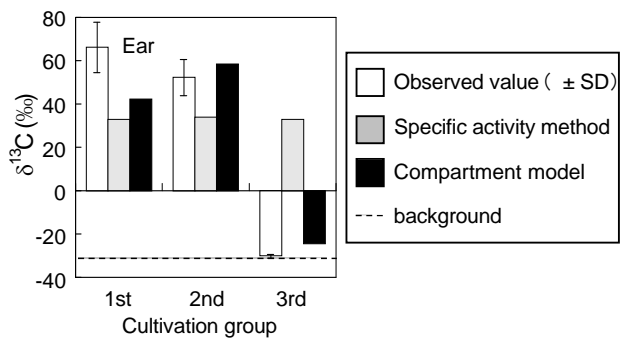 80
60
40
20
0
-20
-40
δ¹³C (‰)
Ear
1st 2nd 3rd
Cultivation group
Observed value ( ± SD)
Specific activity method
Compartment model
background